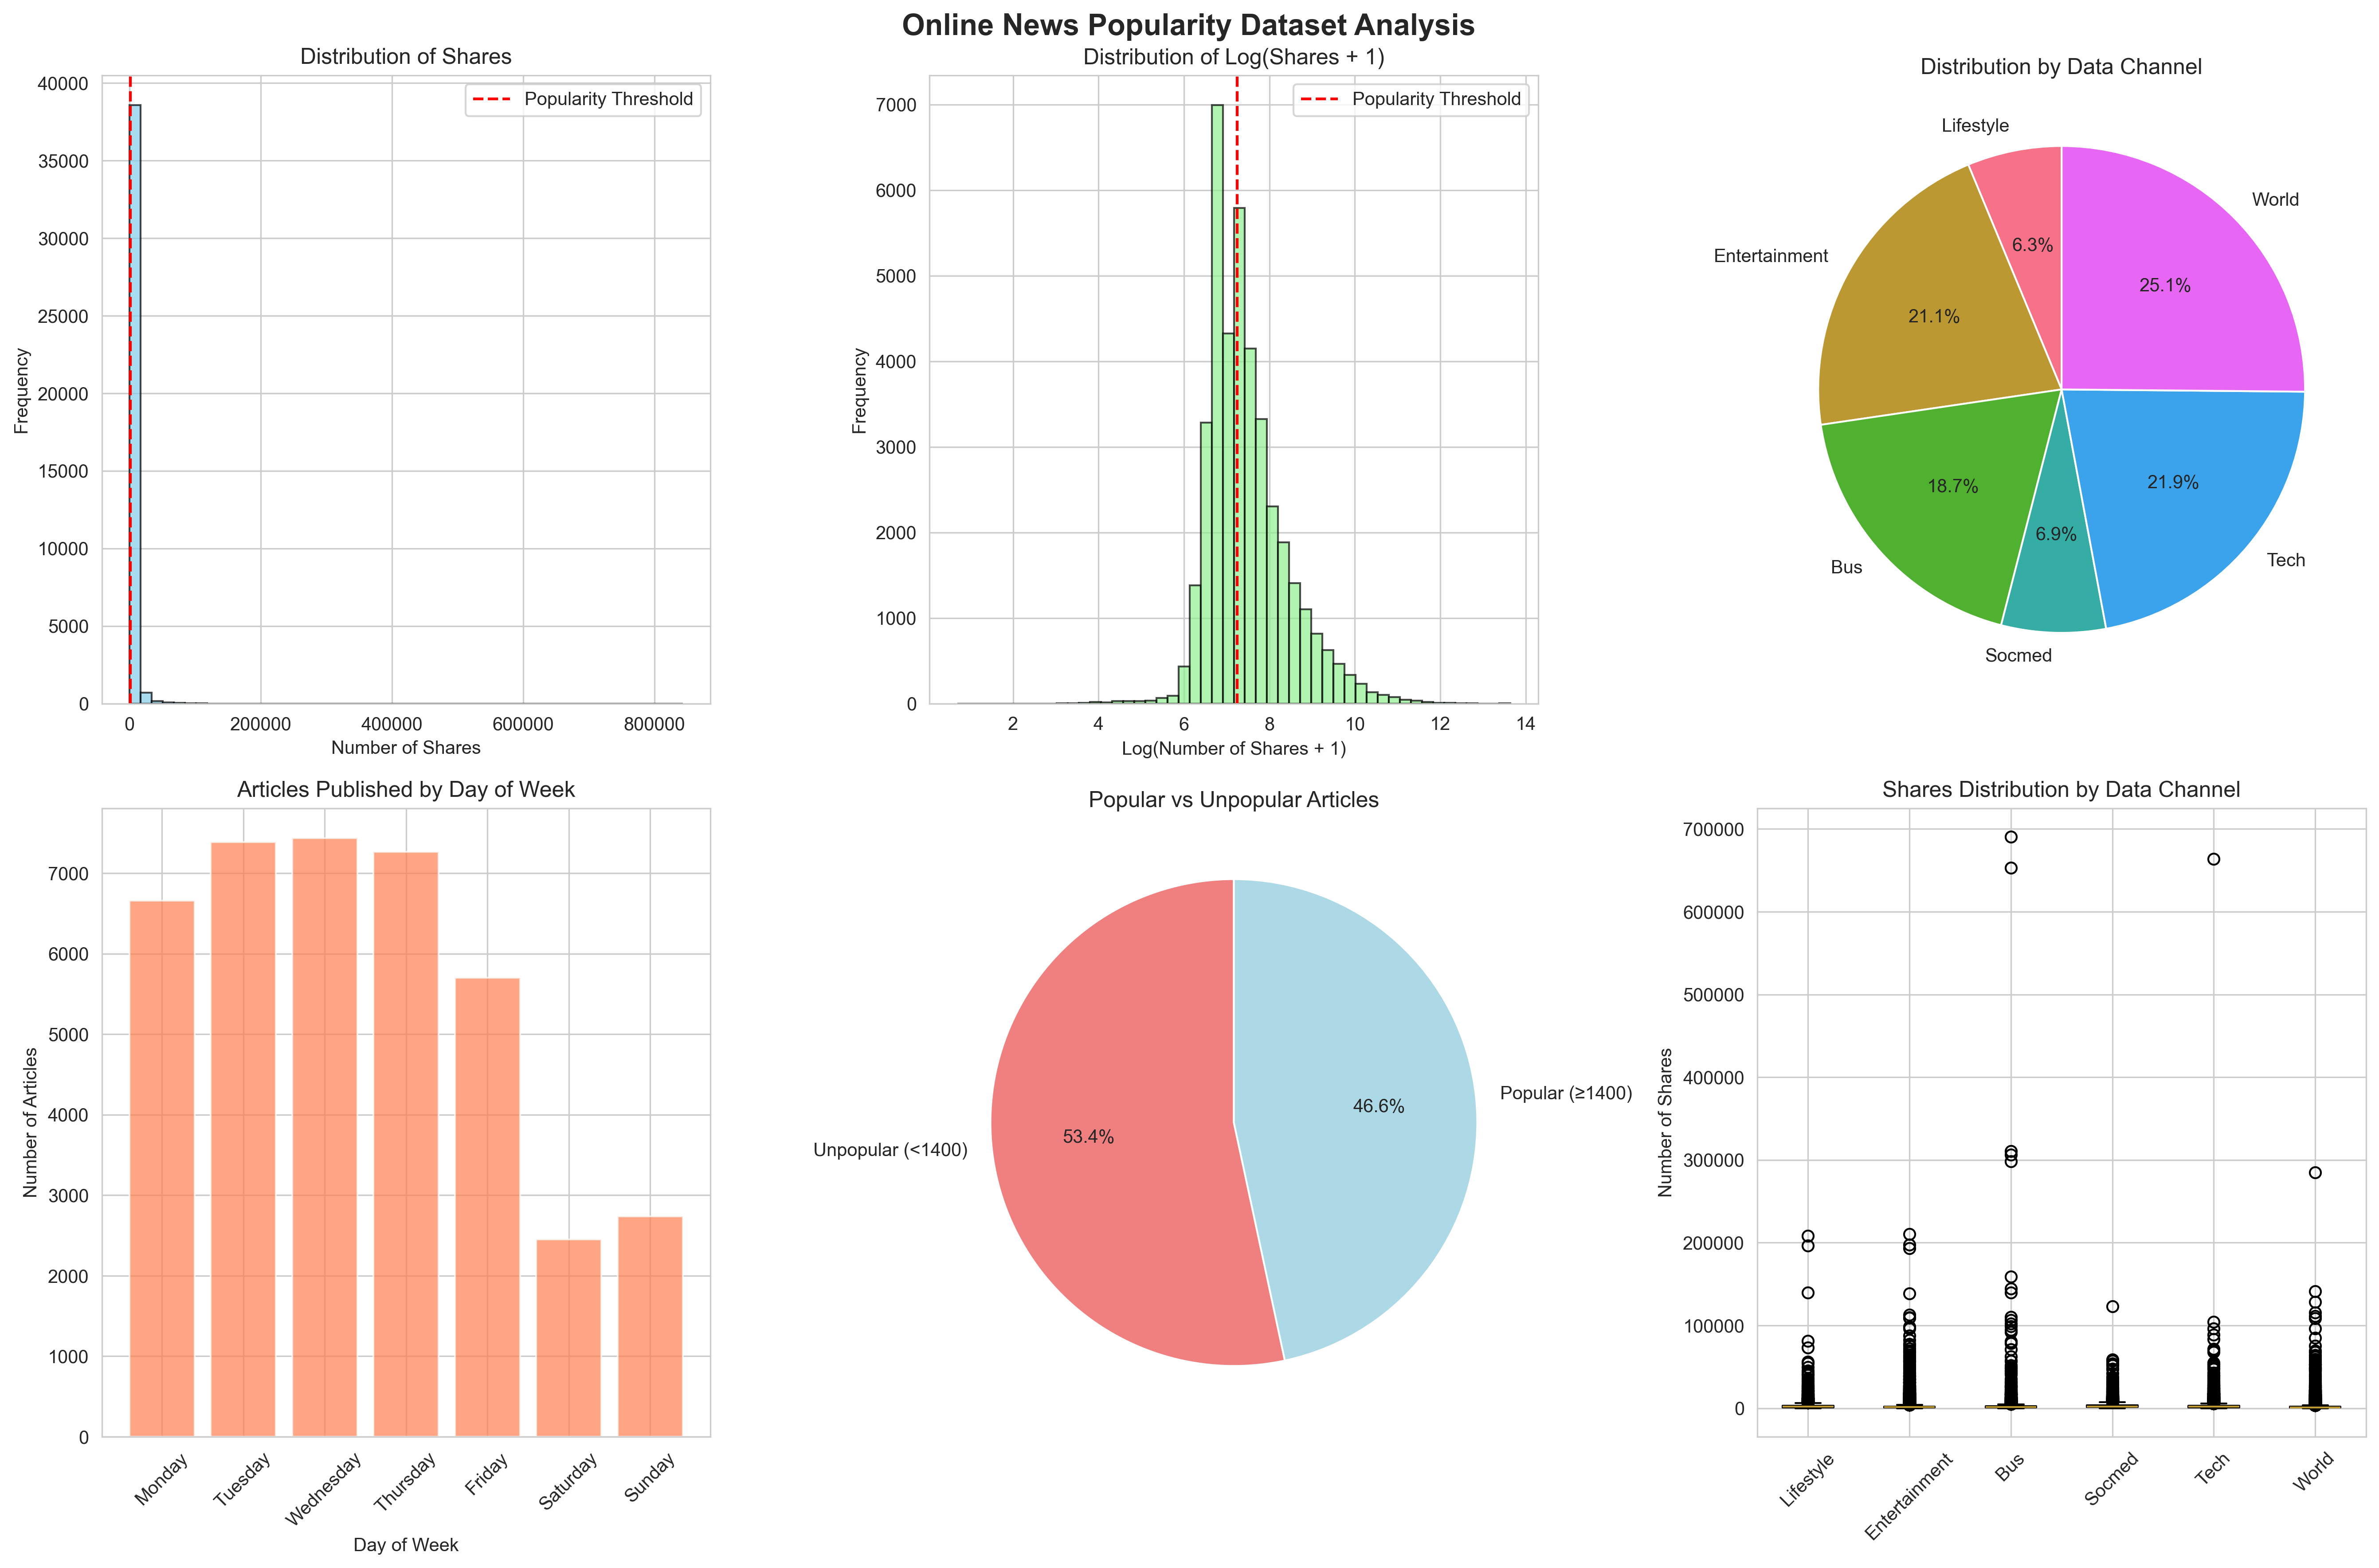 Online News Popularity Dataset Analysis
Distribution of Shares
40000
35000
30000
25000
20000
15000
10000
5000
0
Frequency
0 200000 400000 600000 800000
Number of Shares
Popularity Threshold
Distribution of Log(Shares + 1)
7000
6000
5000
4000
3000
2000
1000
0
Frequency
2 4 6 8 10 12 14
Log(Number of Shares + 1)
Popularity Threshold
Distribution by Data Channel
Lifestyle
6.3%
Entertainment
21.1%
Bus
18.7%
Socmed
6.9%
Tech
21.9%
World
25.1%
Articles Published by Day of Week
7000
6000
5000
4000
3000
2000
1000
0
Number of Articles
Monday Tuesday Wednesday Thursday Friday Saturday Sunday
Day of Week
Popular vs Unpopular Articles
Unpopular (<1400)
53.4%
46.6%
Popular (≥1400)
Shares Distribution by Data Channel
700000
600000
500000
400000
300000
200000
100000
0
Number of Shares
Lifestyle Entertainment Bus Socmed Tech World